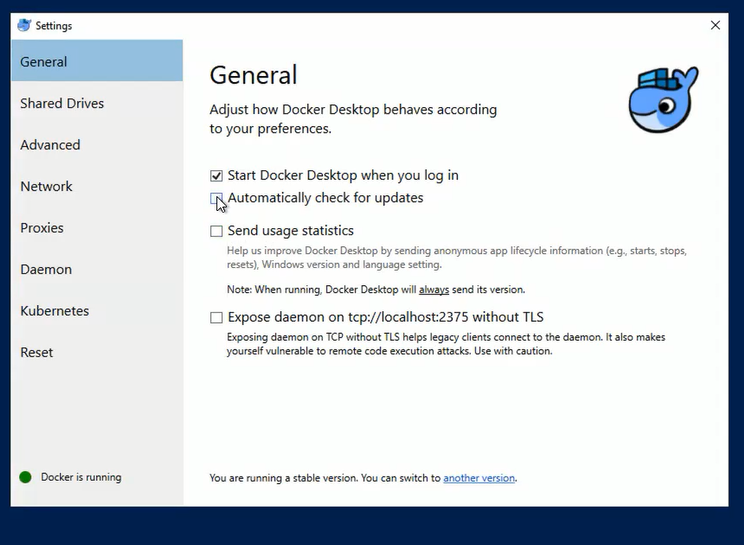 Settings
General
Shared Drives
Advanced
Network
Proxies
Daemon
Kubernetes
Reset
Docker is running
General
Adjust how Docker Desktop behaves according
to your preferences.
Start Docker Desktop when you log in
Automatically check for updates
Send usage statistics
Help us improve Docker Desktop by sending anonymous app lifecycle information (e.g., starts, stops,
resets), Windows version and language setting.
Note: When running, Docker Desktop will always send its version.
Expose daemon on tcp://localhost:2375 without TLS
Exposing daemon on TCP without TLS helps legacy clients connect to the daemon. It also makes
yourself vulnerable to remote code execution attacks. Use with caution.
You are running a stable version. You can switch to another version.